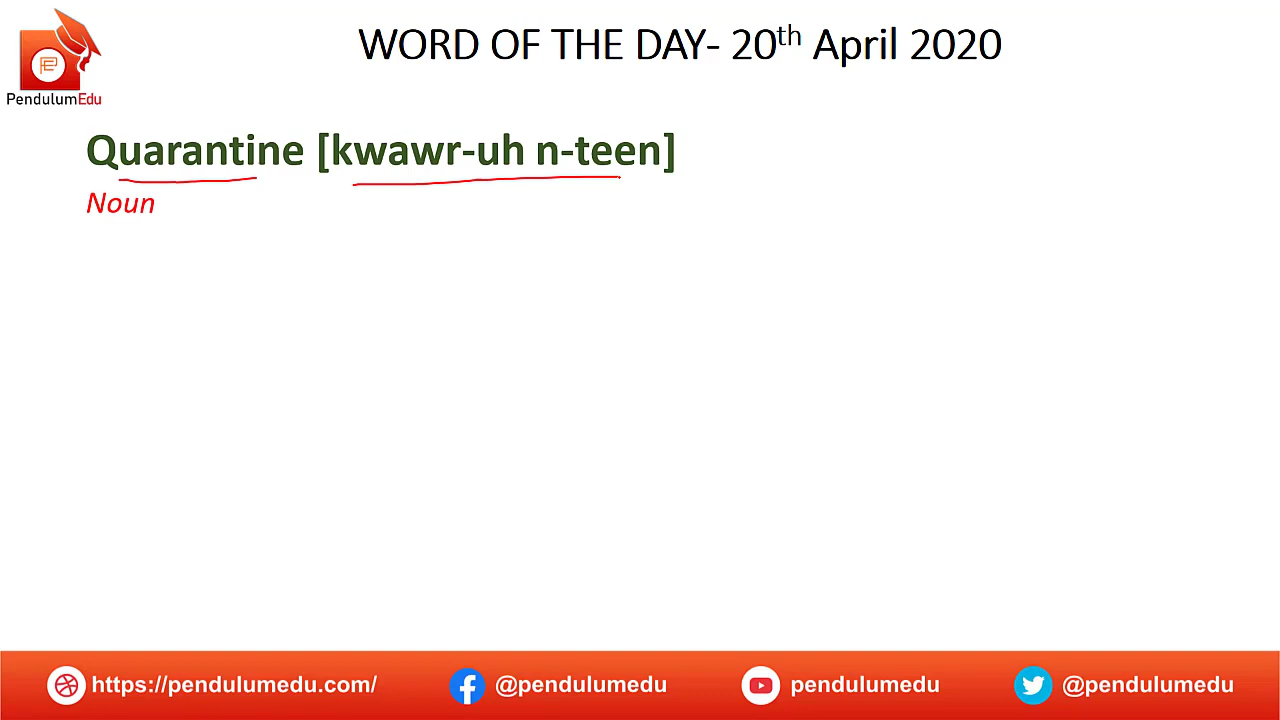 WORD OF THE DAY- 20th April 2020
PendulumEdu
Quarantine [kwawr-uh n-teen]
Noun
https://pendulumedu.com/ @pendulumedu pendulumedu @pendulumedu